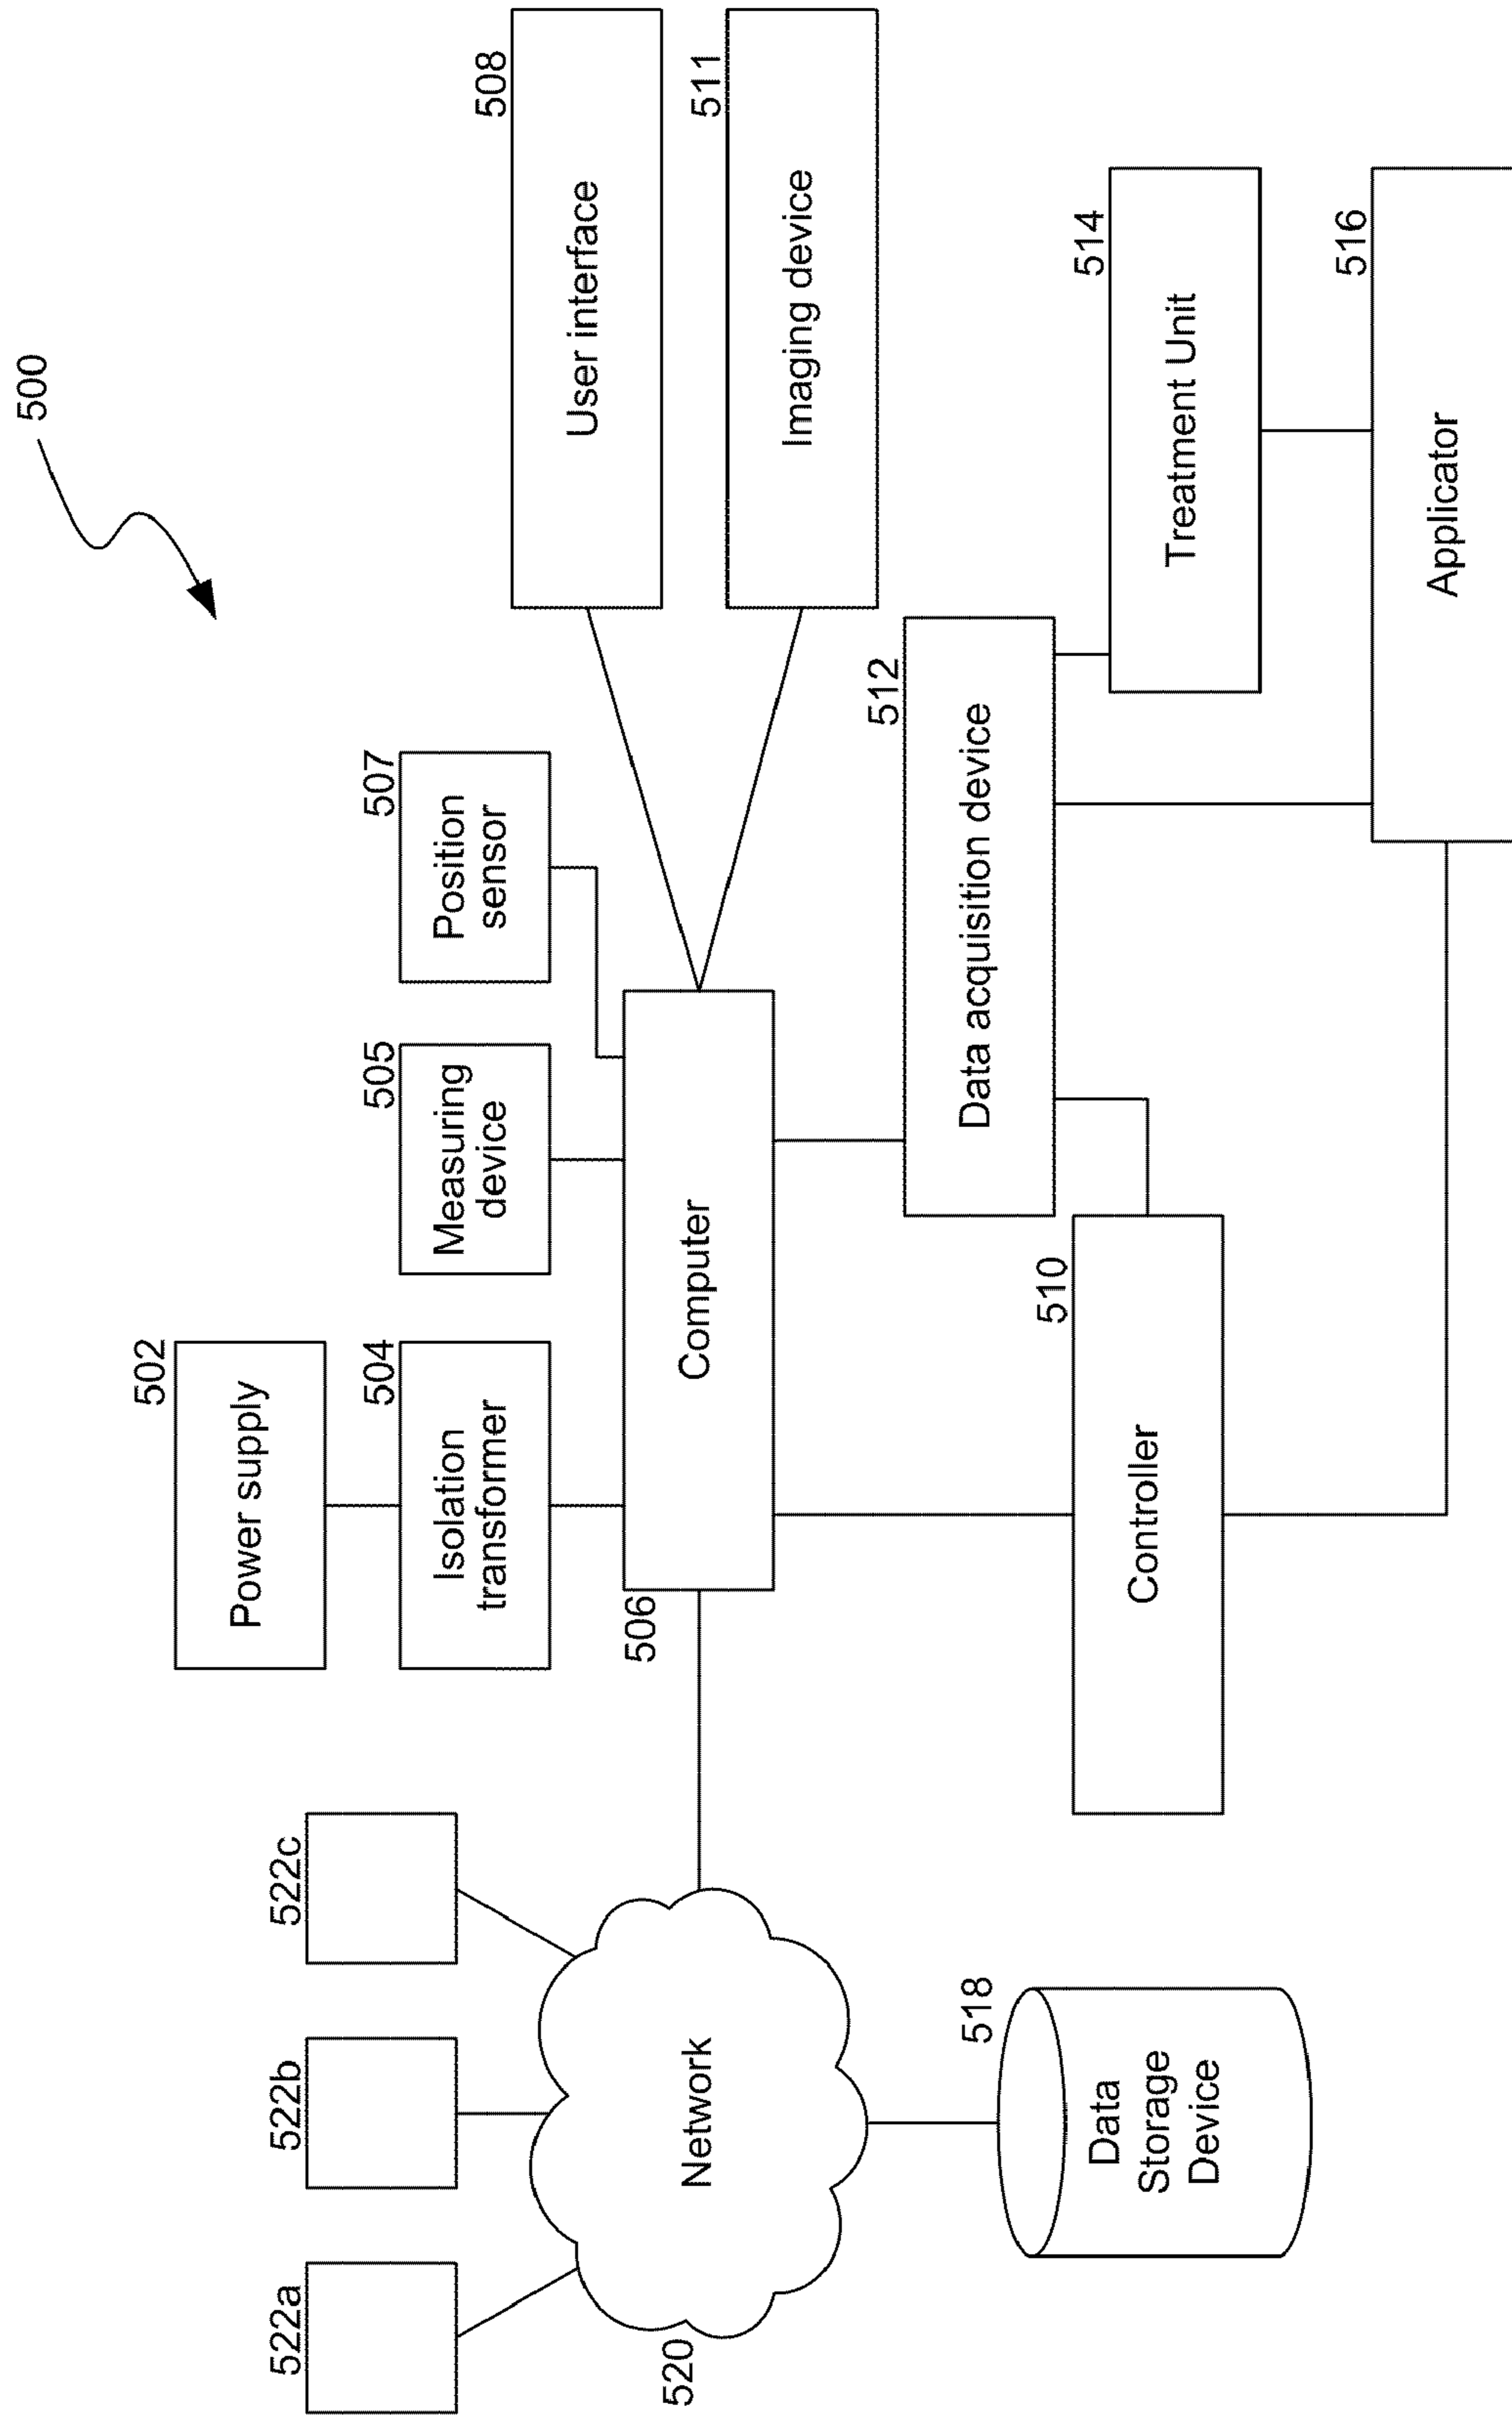 500
502
Power supply
504
Isolation
transformer
505
Measuring
device
507
Position
sensor
508
User interface
511
Imaging device
506
Computer
522a
522b
522c
520
Network
518
Data
Storage
Device
512
Data acquisition device
510
Controller
514
Treatment Unit
516
Applicator